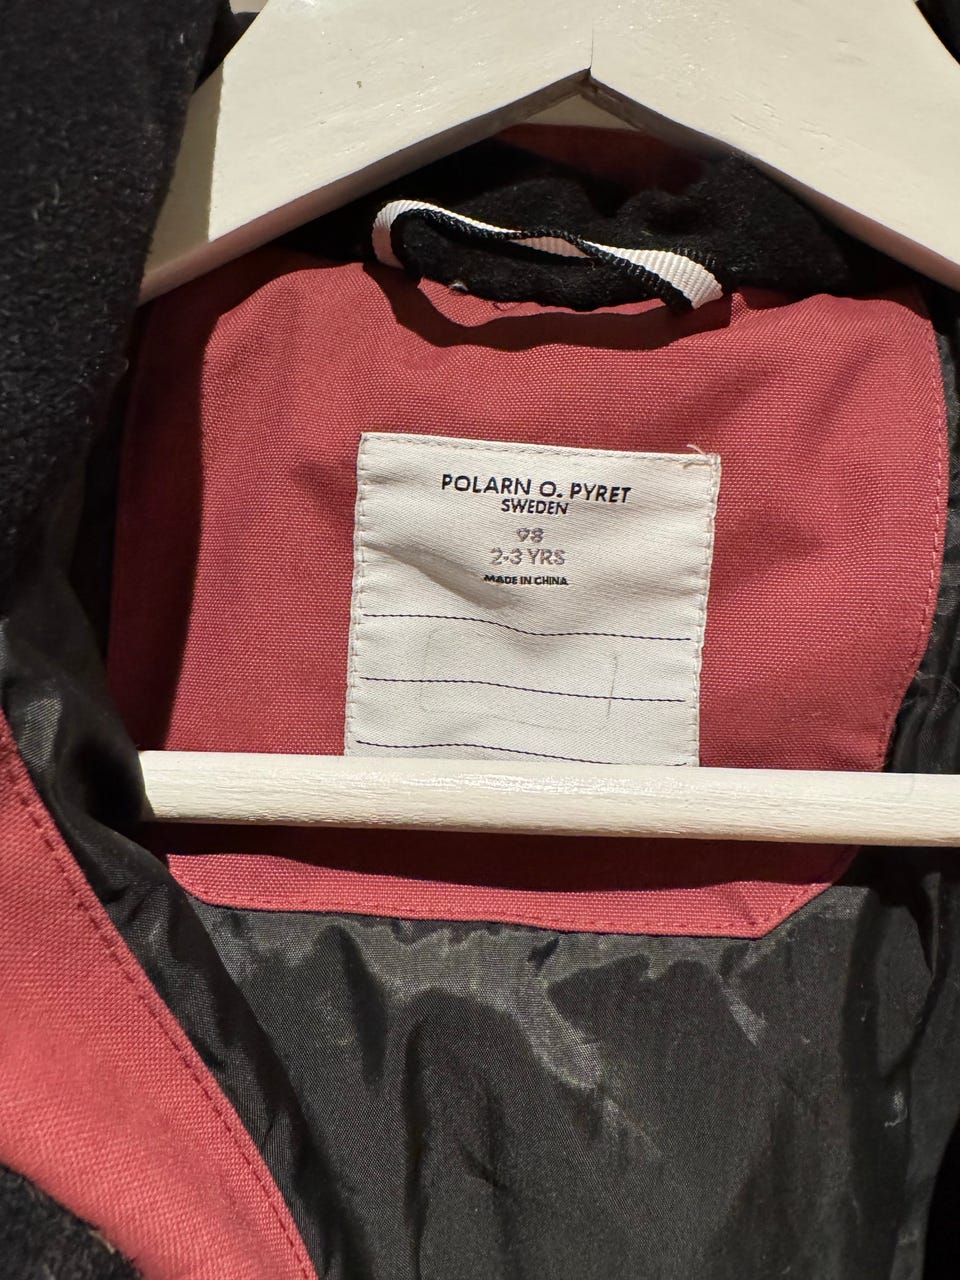 POLARN O. PYRET
SWEDEN
98
2-3 YRS
MADE IN CHINA